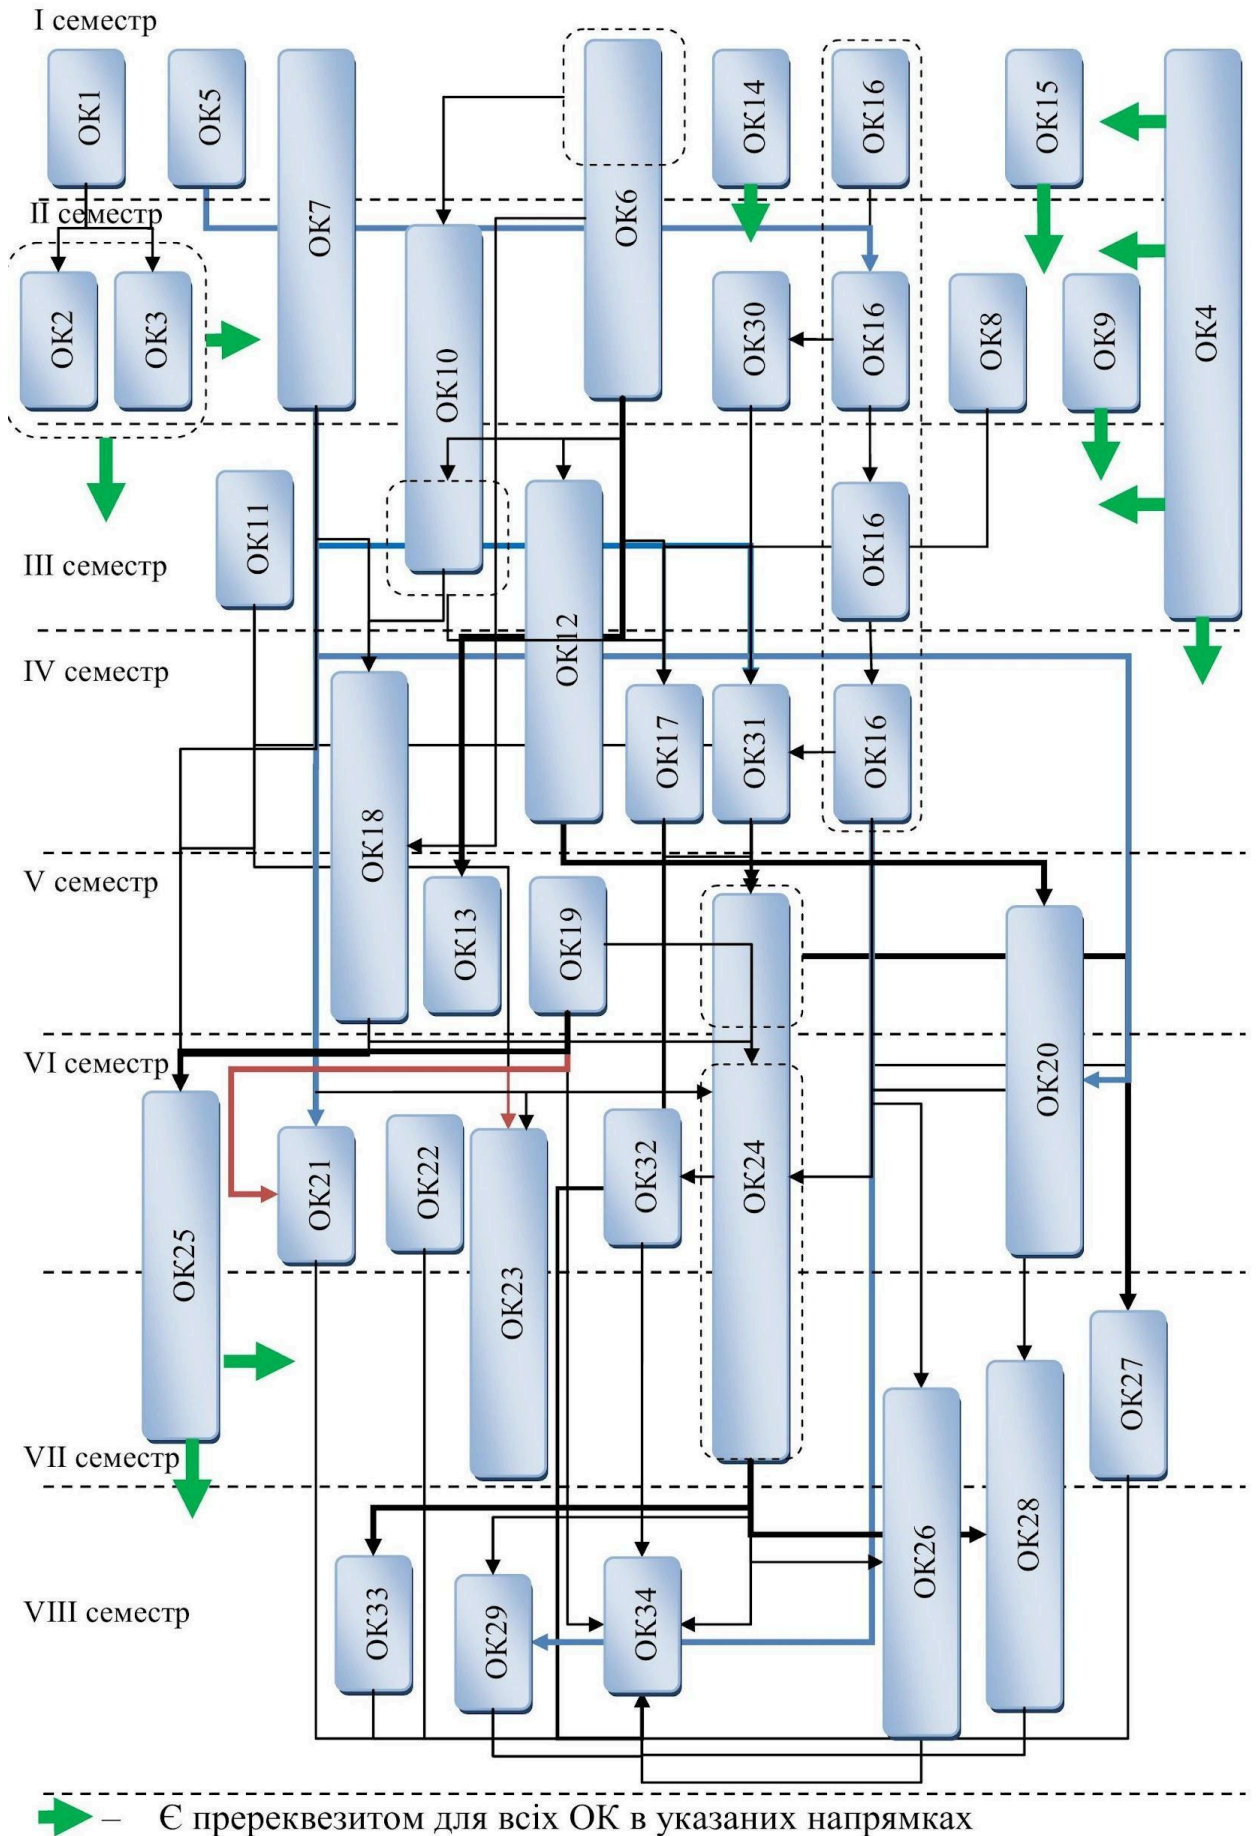 I семестр
ОК1
ОК5
ОК7
ОК6
ОК14
ОК16
ОК15
ОК4
II семестр
ОК2
ОК3
ОК10
ОК30
ОК16
ОК8
ОК9
III семестр
ОК11
ОК12
ОК16
IV семестр
ОК18
ОК17
ОК31
ОК16
V семестр
ОК13
ОК19
ОК20
VI семестр
ОК25
ОК21
ОК22
ОК23
ОК32
ОК24
VII семестр
ОК26
ОК28
ОК27
VIII семестр
ОК33
ОК29
ОК34
– Є пререквезитом для всіх ОК в указаних напрямках